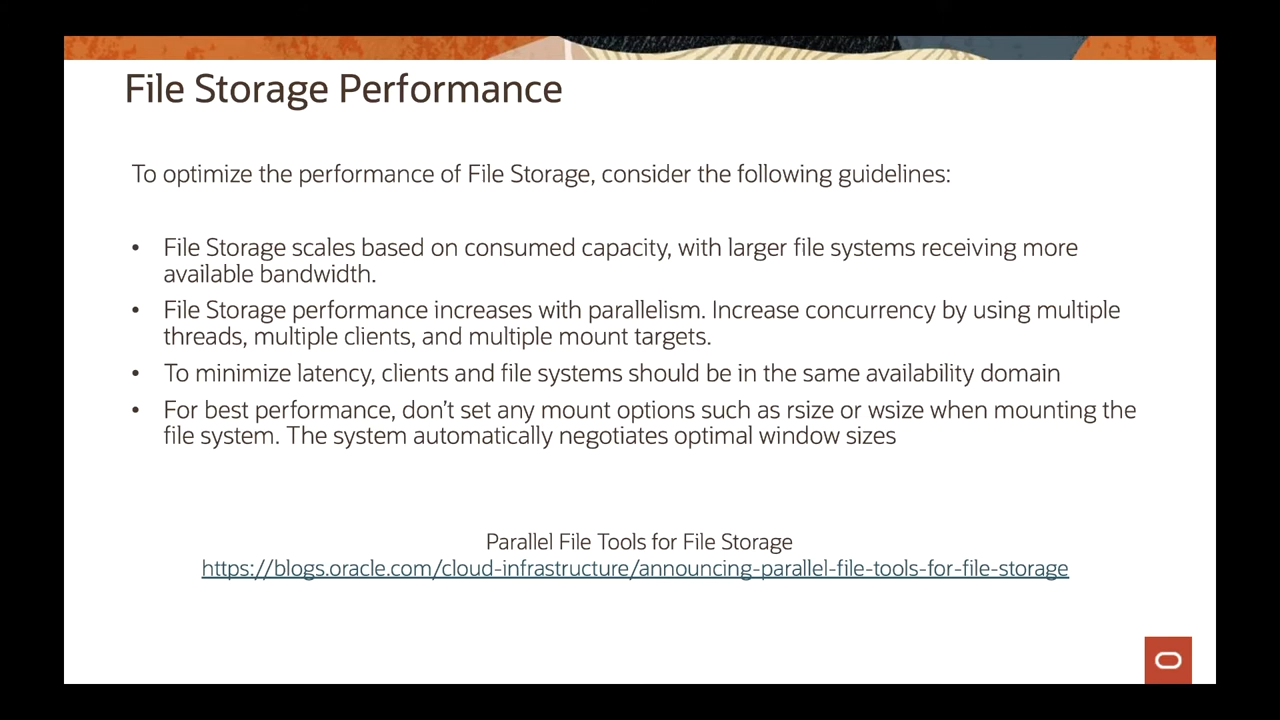 File Storage Performance
To optimize the performance of File Storage, consider the following guidelines:
• File Storage scales based on consumed capacity, with larger file systems receiving more
available bandwidth.
• File Storage performance increases with parallelism. Increase concurrency by using multiple
threads, multiple clients, and multiple mount targets.
• To minimize latency, clients and file systems should be in the same availability domain
• For best performance, don’t set any mount options such as rsize or wsize when mounting the
file system. The system automatically negotiates optimal window sizes
Parallel File Tools for File Storage
https://blogs.oracle.com/cloud-infrastructure/announcing-parallel-file-tools-for-file-storage